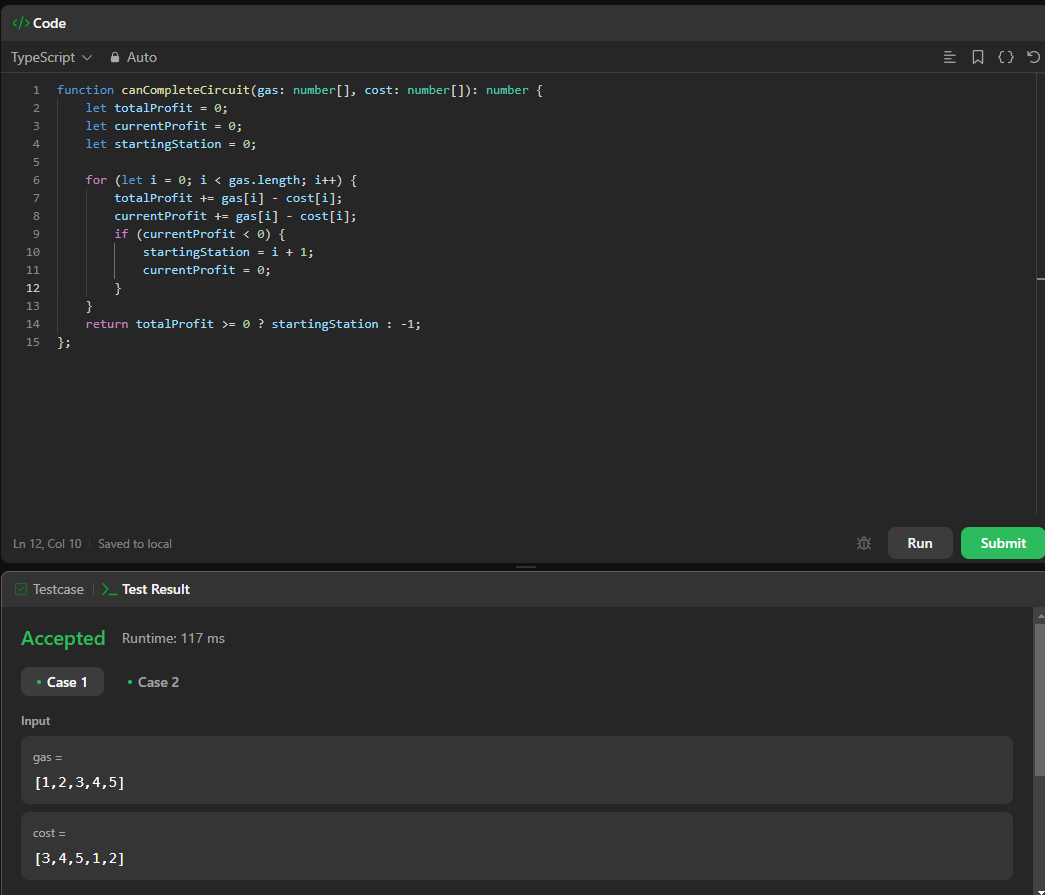 </> Code
TypeScript Auto
1 function canCompleteCircuit(gas: number[], cost: number[]): number {
2     let totalProfit = 0;
3     let currentProfit = 0;
4     let startingStation = 0;
5
6     for (let i = 0; i < gas.length; i++) {
7         totalProfit += gas[i] - cost[i];
8         currentProfit += gas[i] - cost[i];
9         if (currentProfit < 0) {
10             startingStation = i + 1;
11             currentProfit = 0;
12         }
13     }
14     return totalProfit >= 0 ? startingStation : -1;
15 };
Ln 12, Col 10 Saved to local
Run Submit
Testcase | >_ Test Result
Accepted Runtime: 117 ms
• Case 1 • Case 2
Input
gas =
[1,2,3,4,5]
cost =
[3,4,5,1,2]